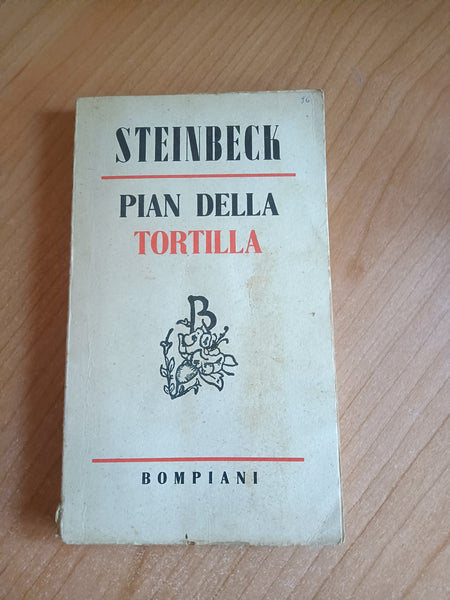 STEINBECK
PIAN DELLA
TORTILLA
B
BOMPIANI